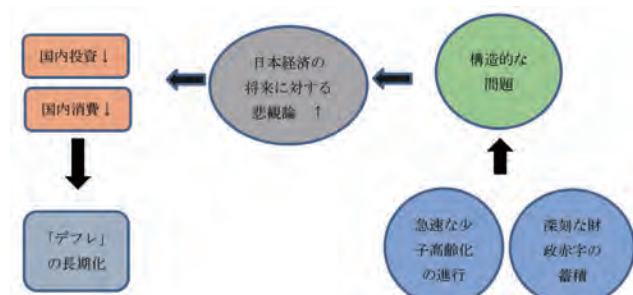 国内投資↓
国内消費↓
「デフレ」
の長期化
日本経済の
将来に対する
悲観論 ↑
構造的な
問題
急速な少
子高齢化
の進行
深刻な財
政赤字の
蓄積